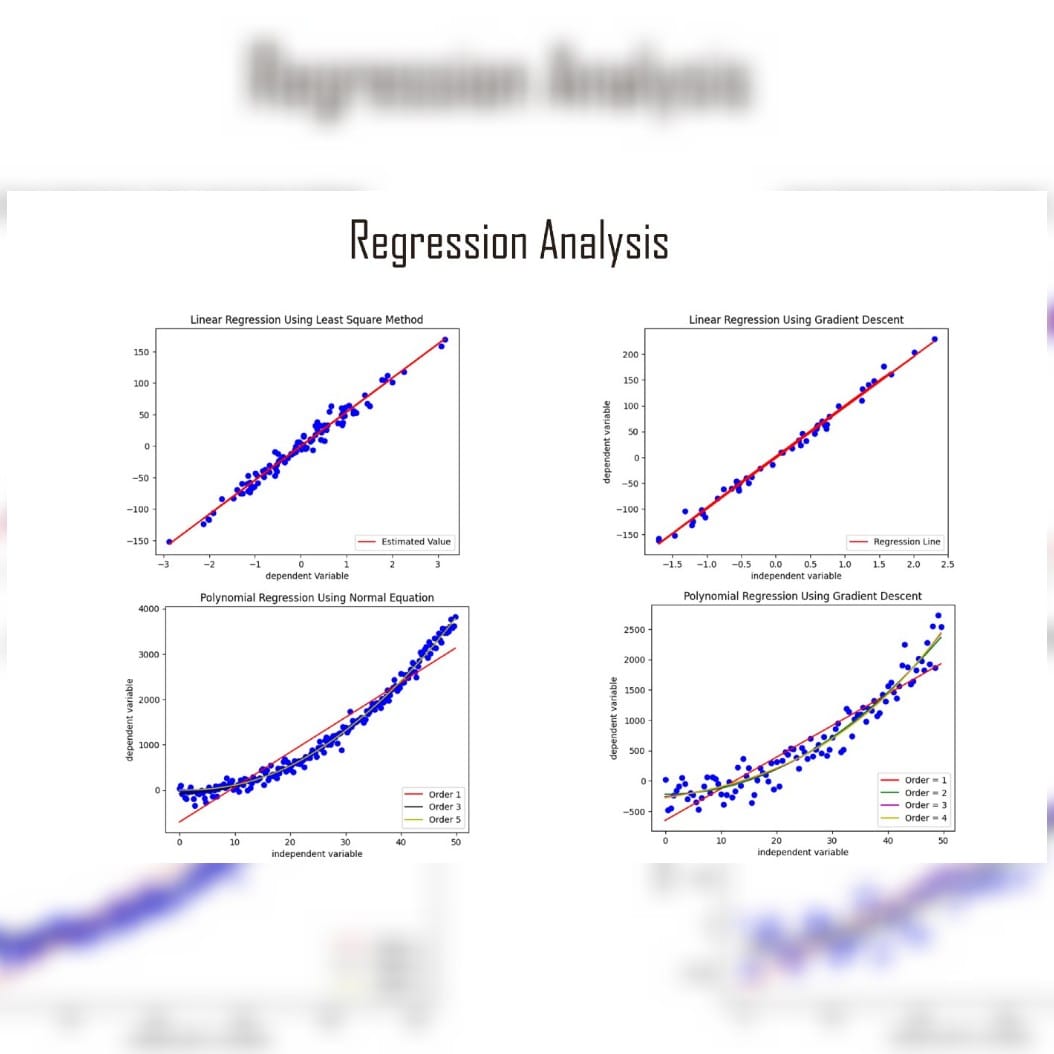 Regression Analysis
Regression Analysis
Linear Regression Using Least Square Method
150
100
50
0
−50
−100
−150
−3 −2 −1 0 1 2 3
dependent Variable
Estimated Value
Linear Regression Using Gradient Descent
dependent variable
200
150
100
50
0
−50
−100
−150
−1.5 −1.0 −0.5 0.0 0.5 1.0 1.5 2.0 2.5
independent variable
Regression Line
Polynomial Regression Using Normal Equation
dependent variable
4000
3000
2000
1000
0
0 10 20 30 40 50
independent variable
Order 1
Order 3
Order 5
Polynomial Regression Using Gradient Descent
dependent variable
2500
2000
1500
1000
500
0
−500
0 10 20 30 40 50
independent variable
Order = 1
Order = 2
Order = 3
Order = 4